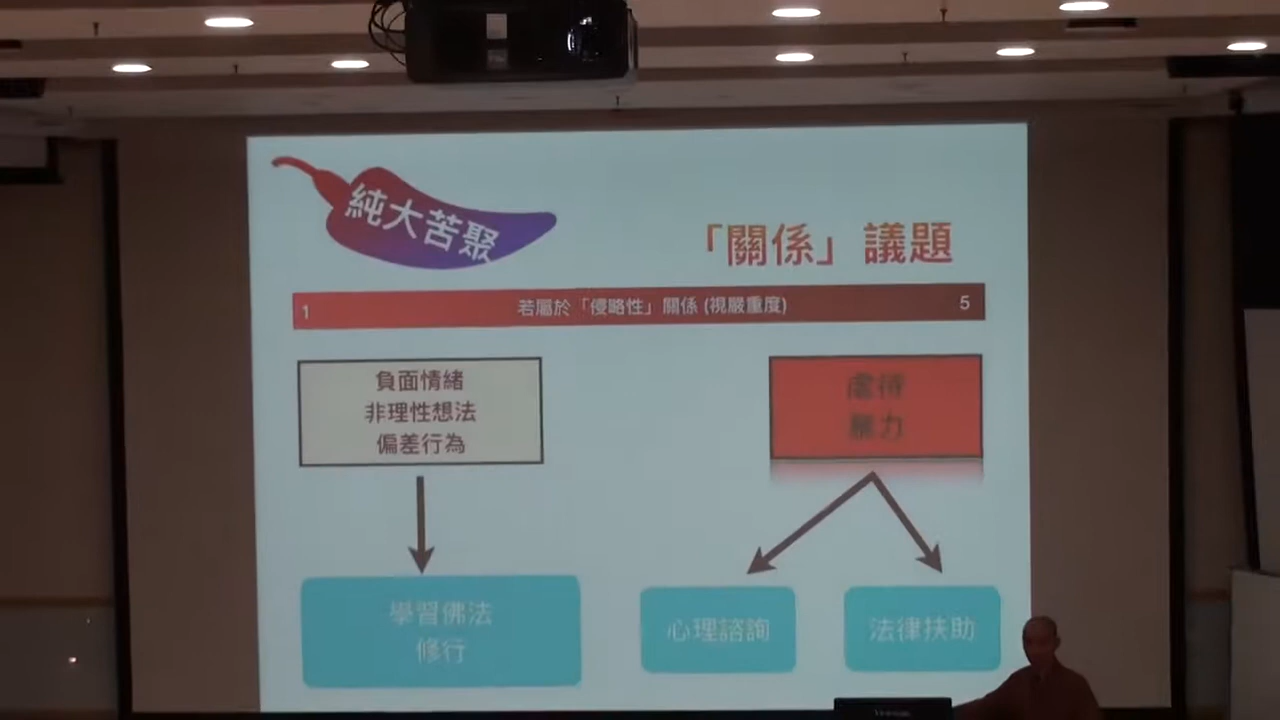 純大苦聚
「關係」議題
1 若屬於「侵略性」關係 (視嚴重度) 5
負面情緒
非理性想法
偏差行為
虐待
暴力
學習佛法
修行
心理諮詢
法律扶助